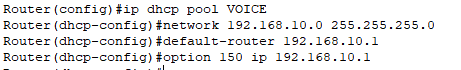 Router(config)#ip dhcp pool VOICE
Router(dhcp-config)#network 192.168.10.0 255.255.255.0
Router(dhcp-config)#default-router 192.168.10.1
Router(dhcp-config)#option 150 ip 192.168.10.1